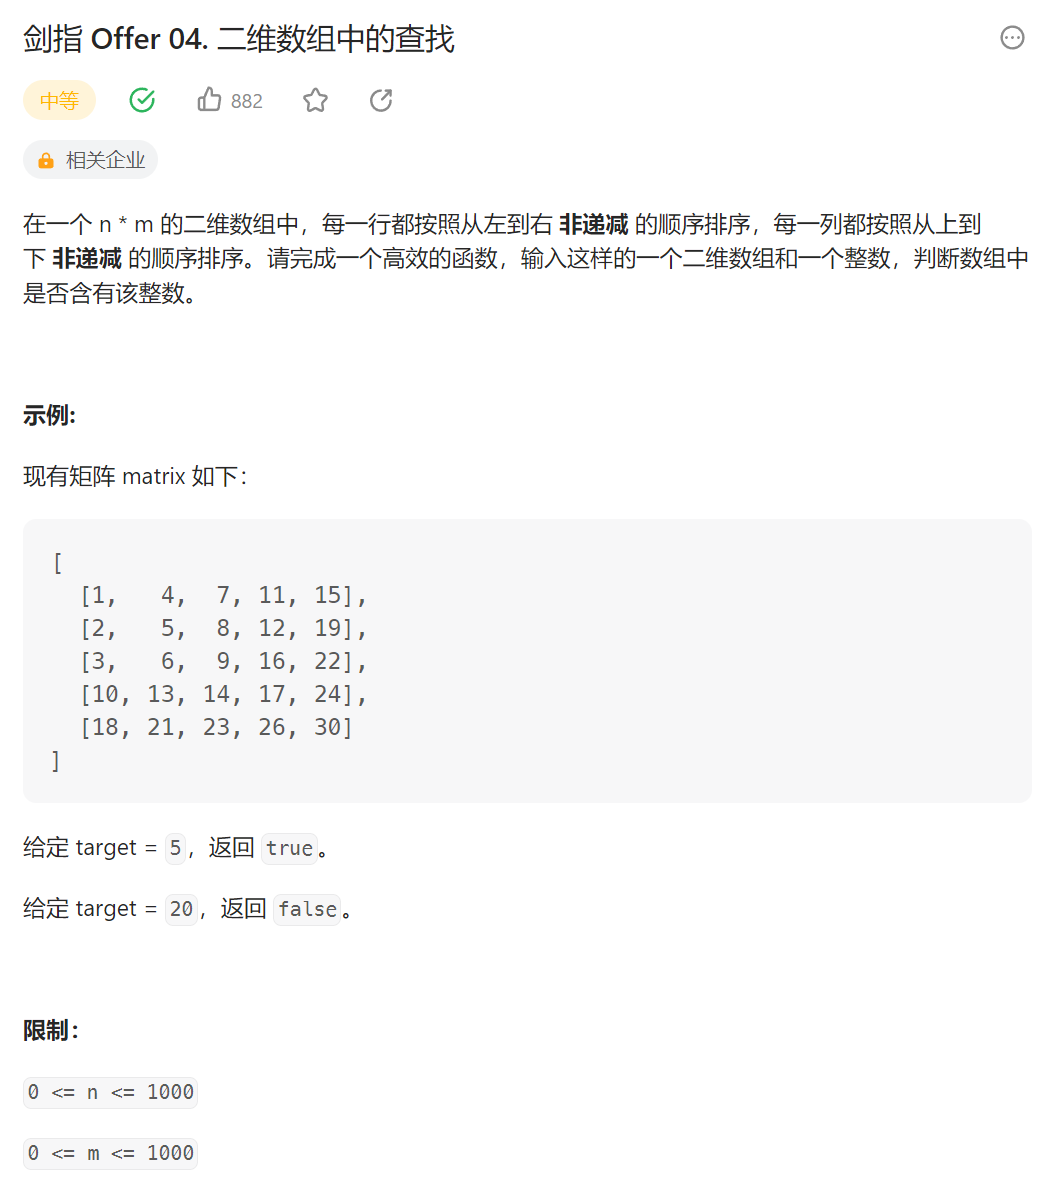 剑指 Offer 04. 二维数组中的查找
中等 882
相关企业
在一个 n * m 的二维数组中，每一行都按照从左到右 非递减 的顺序排序，每一列都按照从上到
下 非递减 的顺序排序。请完成一个高效的函数，输入这样的一个二维数组和一个整数，判断数组中
是否含有该整数。
示例:
现有矩阵 matrix 如下：
[
[1,   4,  7, 11, 15],
[2,   5,  8, 12, 19],
[3,   6,  9, 16, 22],
[10, 13, 14, 17, 24],
[18, 21, 23, 26, 30]
]
给定 target = 5，返回 true。
给定 target = 20，返回 false。
限制：
0 <= n <= 1000
0 <= m <= 1000